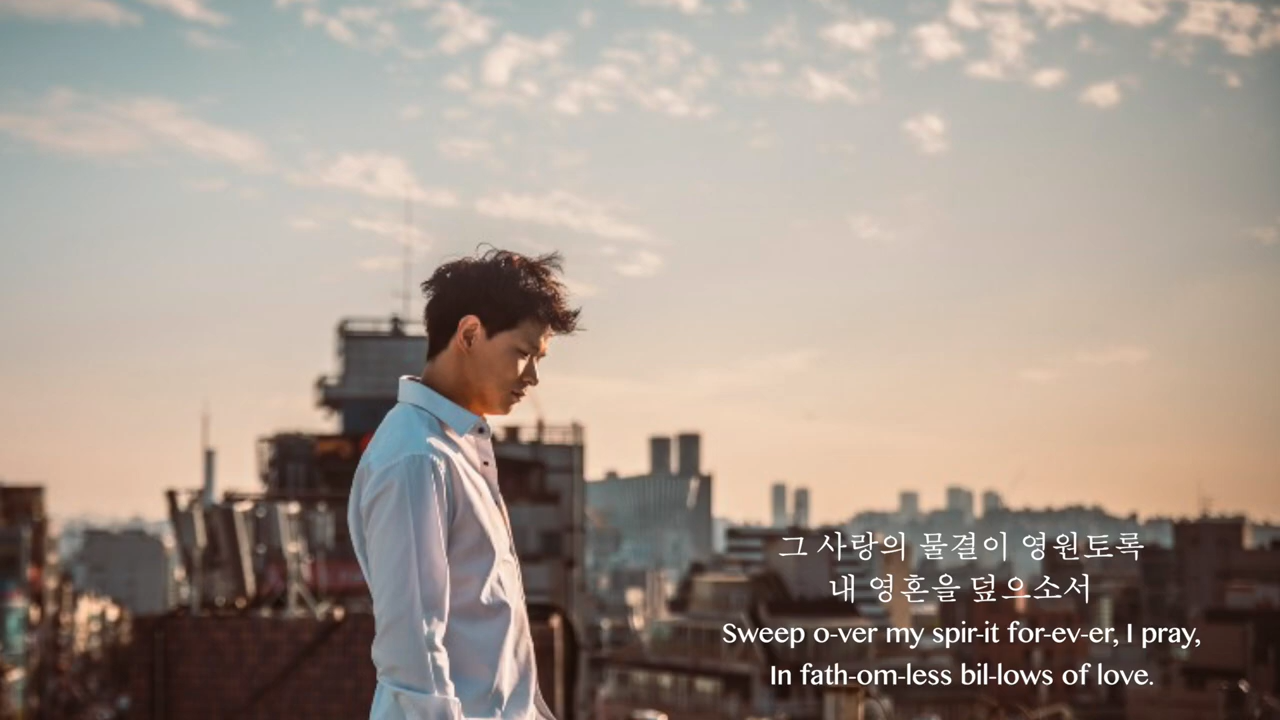 그 사랑의 물결이 영원토록
내 영혼을 덮으소서
Sweep o-ver my spir-it for-ev-er, I pray,
In fath-om-less bil-lows of love.